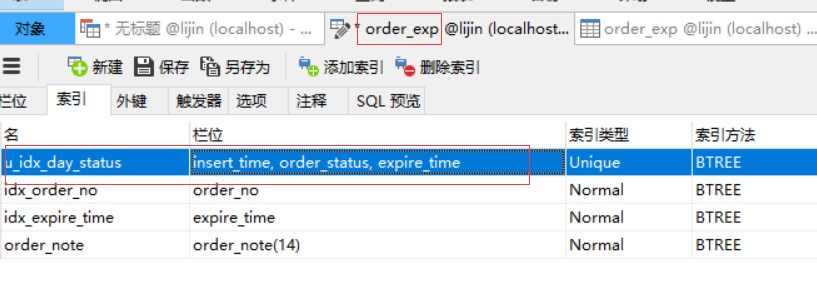 对象 * 无标题 @lijin (localhost) - ... * order_exp @lijin (localhost... order_exp @lijin (localhost) ...
新建 保存 另存为 添加索引 删除索引
栏位 索引 外键 触发器 选项 注释 SQL 预览
名 栏位 索引类型 索引方法
u_idx_day_status insert_time, order_status, expire_time Unique BTREE
idx_order_no order_no Normal BTREE
idx_expire_time expire_time Normal BTREE
order_note order_note(14) Normal BTREE